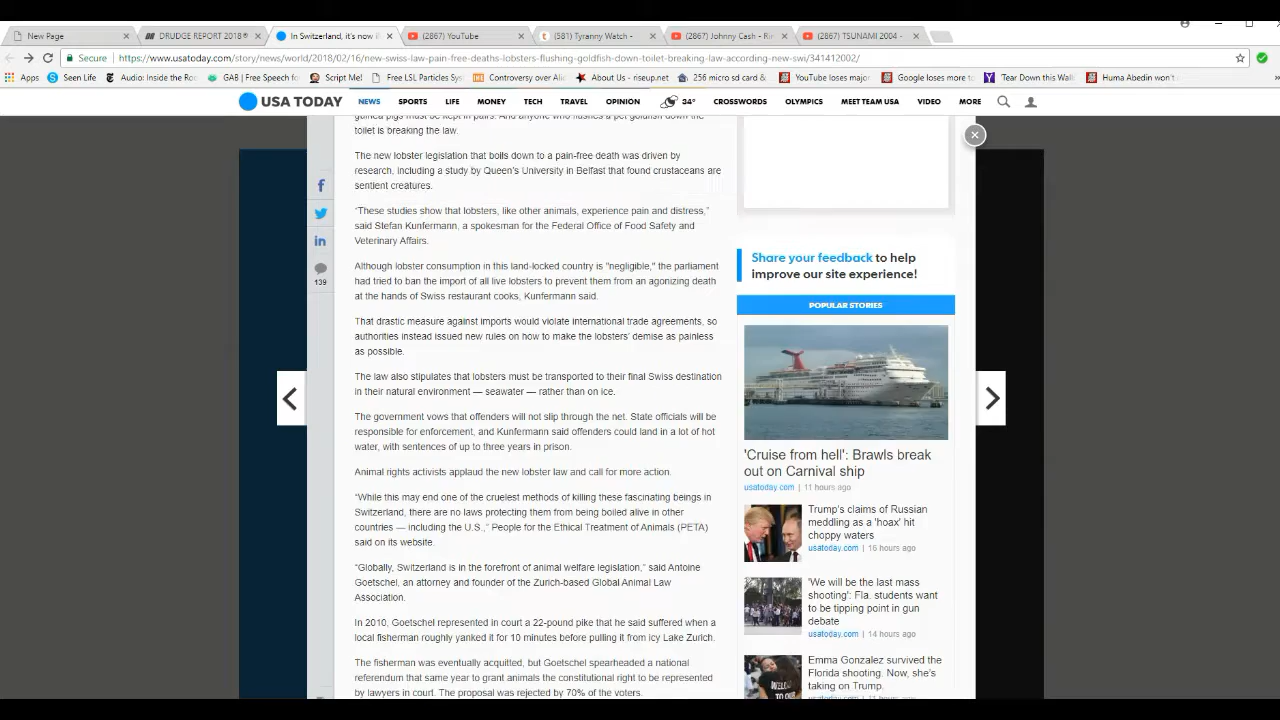 New Page
DRUDGE REPORT 2018®
In Switzerland, it's now i
(2867) YouTube
(581) Tyranny Watch -
(2867) Johnny Cash - Ri
(2867) TSUNAMI 2004 -
Secure
https://www.usatoday.com/story/news/world/2018/02/16/new-swiss-law-pain-free-deaths-lobsters-flushing-goldfish-down-toilet-breaking-law-according-new-swi/341412002/
Apps
Seen Life
Audio: Inside the Ro
GAB | Free Speech fo
Script Me!
Free LSL Particle Sys
Controversy over Ali
About Us - riseup.net
256 micro sd card &
YouTube loses major
Google loses more
Tear Down this Wall
Huma Abedin won't
USA TODAY
NEWS
SPORTS
LIFE
MONEY
TECH
TRAVEL
OPINION
34°
CROSSWORDS
OLYMPICS
MEET TEAM USA
VIDEO
MORE
guinea pigs must be kept in pairs. And anyone who flushes a pet goldfish down the
toilet is breaking the law.
The new lobster legislation that boils down to a pain-free death was driven by
research, including a study by Queen's University in Belfast that found crustaceans are
sentient creatures.
“These studies show that lobsters, like other animals, experience pain and distress,”
said Stefan Kunfermann, a spokesman for the Federal Office of Food Safety and
Veterinary Affairs.
Although lobster consumption in this land-locked country is "negligible," the parliament
had tried to ban the import of all live lobsters to prevent them from an agonizing death
at the hands of Swiss restaurant cooks, Kunfermann said.
That drastic measure against imports would violate international trade agreements, so
authorities instead issued new rules on how to make the lobsters' demise as painless
as possible.
The law also stipulates that lobsters must be transported to their final Swiss destination
in their natural environment — seawater — rather than on ice.
The government vows that offenders will not slip through the net. State officials will be
responsible for enforcement, and Kunfermann said offenders could land in a lot of hot
water, with sentences of up to three years in prison.
Animal rights activists applaud the new lobster law and call for more action.
“While this may end one of the cruelest methods of killing these fascinating beings in
Switzerland, there are no laws protecting them from being boiled alive in other
countries — including the U.S.,” People for the Ethical Treatment of Animals (PETA)
said on its website.
“Globally, Switzerland is in the forefront of animal welfare legislation,” said Antoine
Goetschel, an attorney and founder of the Zurich-based Global Animal Law
Association.
In 2010, Goetschel represented in court a 22-pound pike that he said suffered when a
local fisherman roughly yanked it for 10 minutes before pulling it from icy Lake Zurich.
The fisherman was eventually acquitted, but Goetschel spearheaded a national
referendum that same year to grant animals the constitutional right to be represented
by lawyers in court. The proposal was rejected by 70% of the voters.
139
Share your feedback to help
improve our site experience!
POPULAR STORIES
'Cruise from hell': Brawls break
out on Carnival ship
usatoday.com | 11 hours ago
Trump's claims of Russian
meddling as a 'hoax' hit
choppy waters
usatoday.com | 16 hours ago
'We will be the last mass
shooting': Fla. students want
to be tipping point in gun
debate
usatoday.com | 14 hours ago
Emma Gonzalez survived the
Florida shooting. Now, she's
taking on Trump.
usatoday.com | 11 hours ago